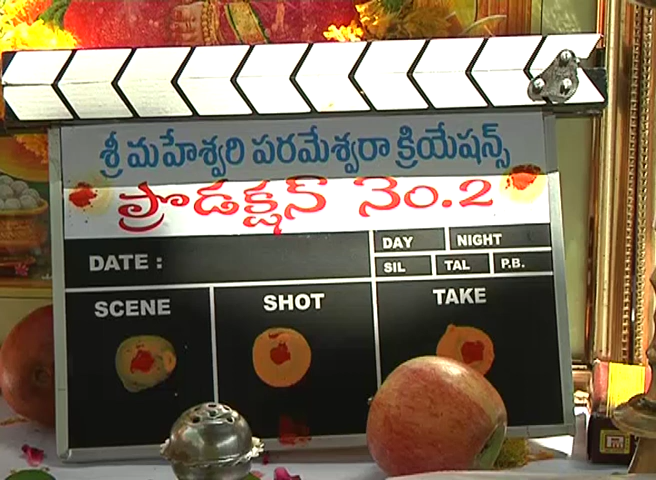 శ్రీ మహేశ్వరి పరమేశ్వరా క్రియేషన్స్
ప్రొడక్షన్ నెం.2
DATE :
DAY NIGHT
SIL TAL P.B.
SCENE SHOT TAKE